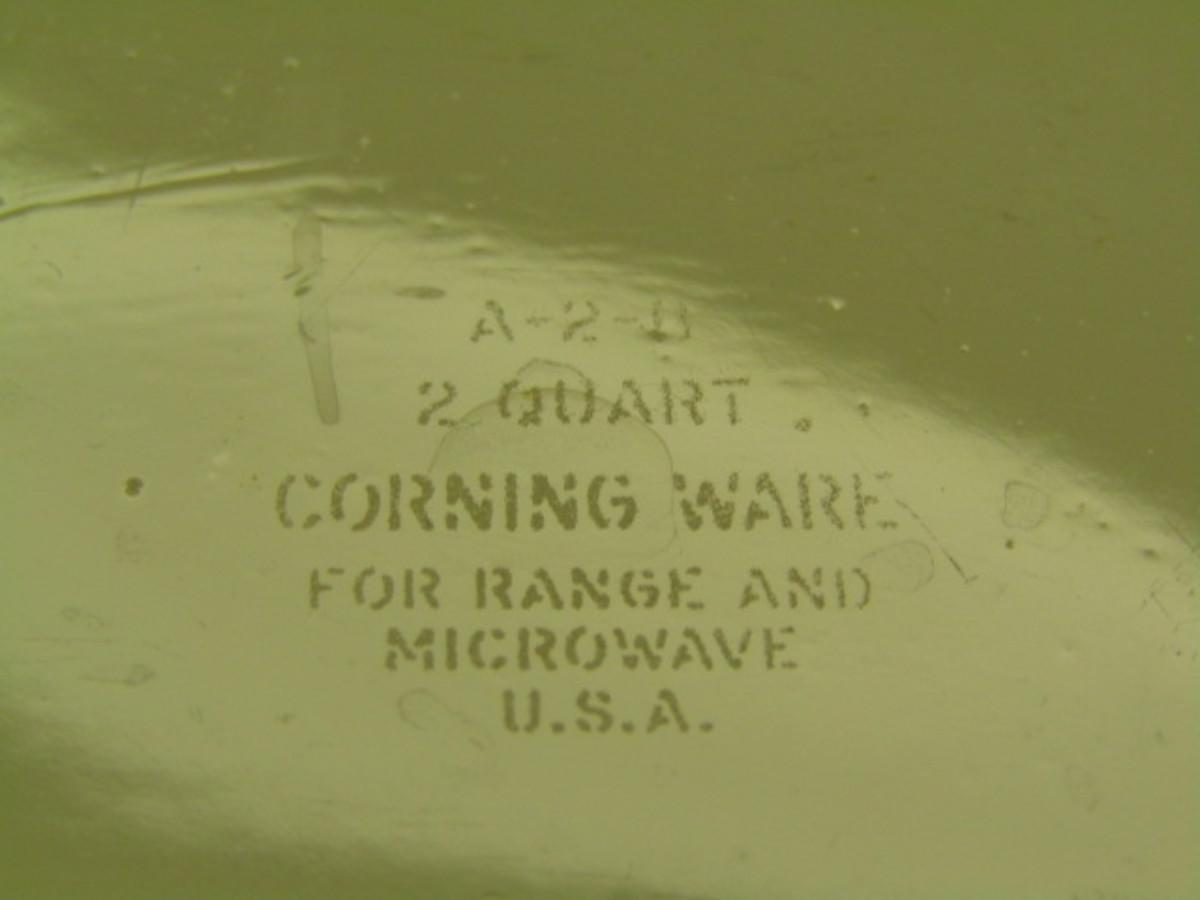 A-2-B
2 QUART
CORNING WARE
FOR RANGE AND
MICROWAVE
U.S.A.